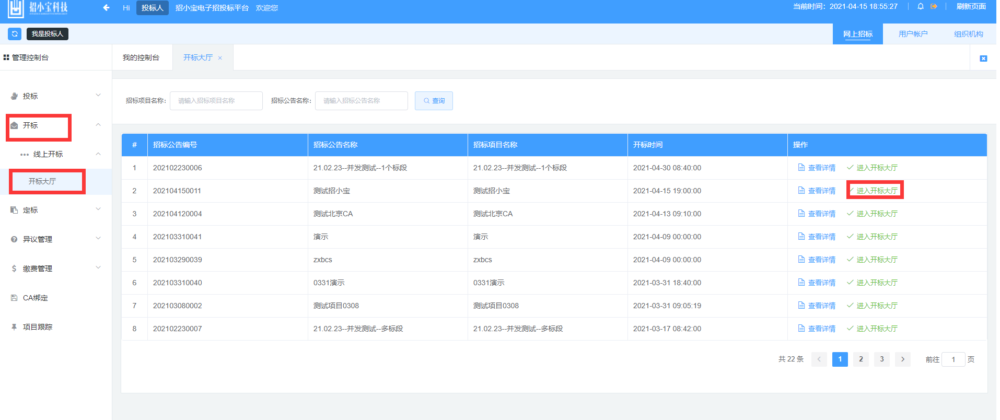 招小宝科技
Hi 投标人 招小宝电子招投标平台 欢迎您
当前时间：2021-04-15 18:55:27
刷新页面
我是投标人
网上招标 用户帐户 组织机构
管理控制台
我的控制台 开标大厅 ×
投标
开标
线上开标
开标大厅
定标
异议管理
缴费管理
CA绑定
项目跟踪
招标项目名称: 请输入招标项目名称 招标公告名称: 请输入招标公告名称 查询
# 招标公告编号 招标公告名称 招标项目名称 开标时间 操作
1 202102230006 21.02.23--并发测试--1个标段 21.02.23--并发测试--1个标段 2021-04-30 08:40:00 查看详情 进入开标大厅
2 202104150011 测试招小宝 测试招小宝 2021-04-15 19:00:00 查看详情 进入开标大厅
3 202104120004 测试北京CA 测试北京CA 2021-04-13 09:10:00 查看详情 进入开标大厅
4 202103310041 演示 演示 2021-04-09 00:00:00 查看详情 进入开标大厅
5 202103290039 zxbcs zxbcs 2021-04-09 00:00:00 查看详情 进入开标大厅
6 202103310040 0331演示 0331演示 2021-03-31 18:40:00 查看详情 进入开标大厅
7 202103080002 测试项目0308 测试项目0308 2021-03-31 09:05:19 查看详情 进入开标大厅
8 202102230007 21.02.23--并发测试--多标段 21.02.23--并发测试--多标段 2021-03-17 08:42:00 查看详情 进入开标大厅
共 22 条 < 1 2 3 > 前往 1 页